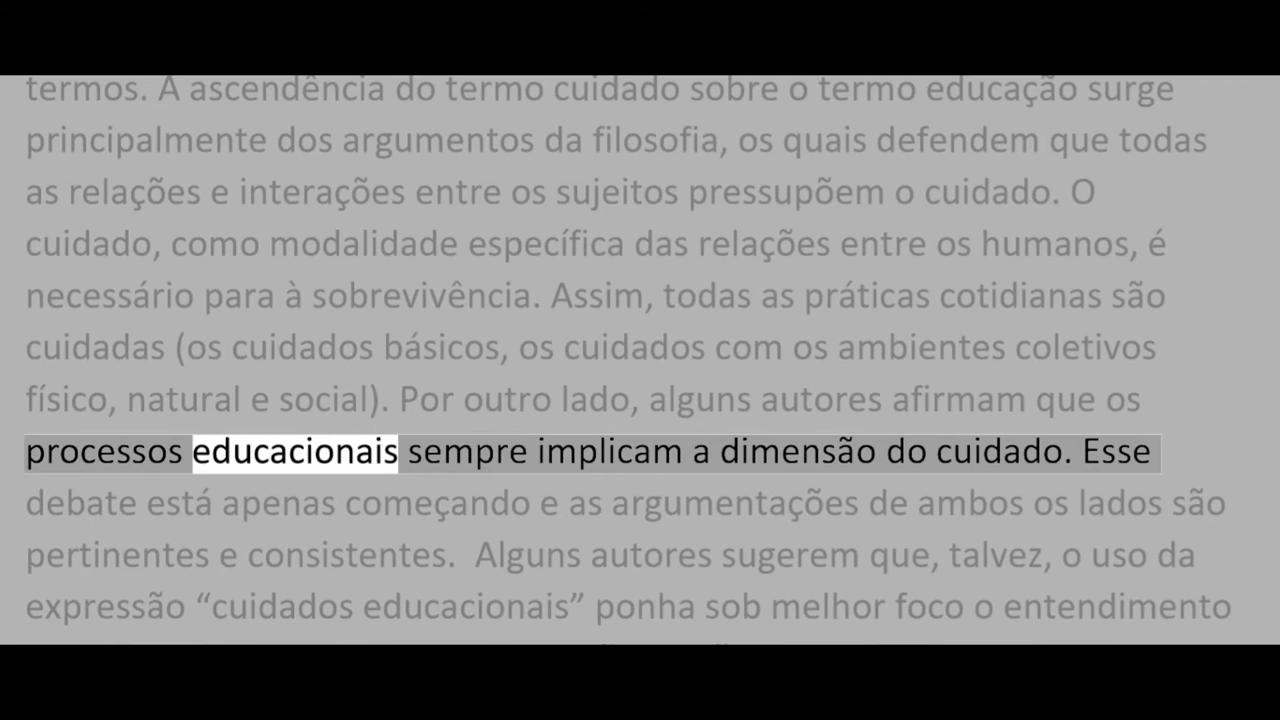 termos. A ascendência do termo cuidado sobre o termo educação surge
principalmente dos argumentos da filosofia, os quais defendem que todas
as relações e interações entre os sujeitos pressupõem o cuidado. O
cuidado, como modalidade específica das relações entre os humanos, é
necessário para à sobrevivência. Assim, todas as práticas cotidianas são
cuidadas (os cuidados básicos, os cuidados com os ambientes coletivos
físico, natural e social). Por outro lado, alguns autores afirmam que os
processos educacionais sempre implicam a dimensão do cuidado. Esse
debate está apenas começando e as argumentações de ambos os lados são
pertinentes e consistentes.  Alguns autores sugerem que, talvez, o uso da
expressão “cuidados educacionais” ponha sob melhor foco o entendimento